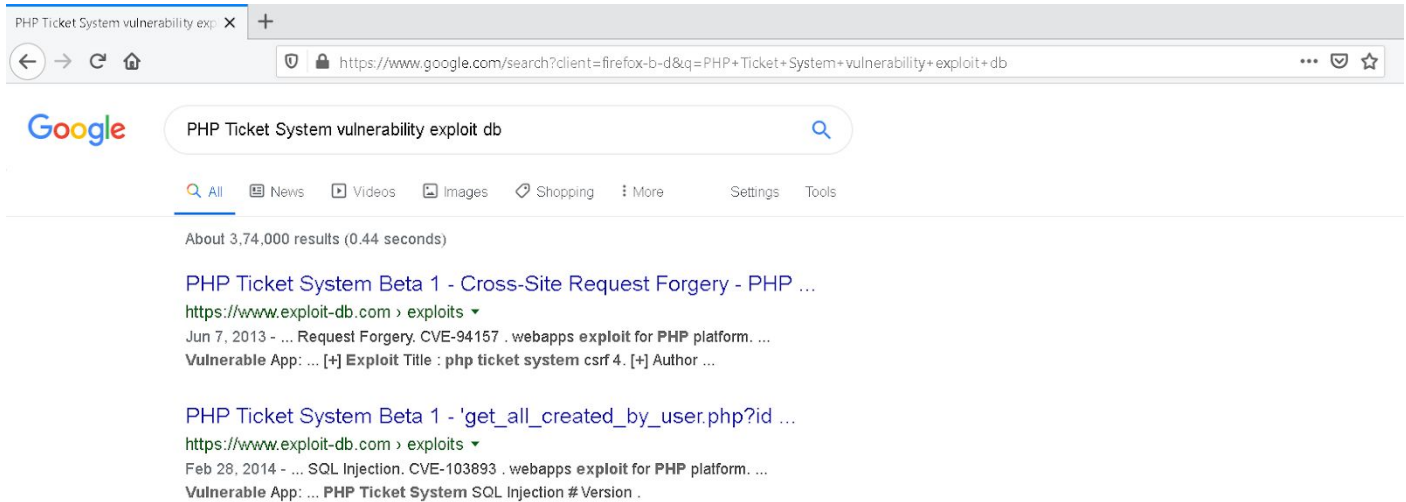 PHP Ticket System vulnerability exp
https://www.google.com/search?client=firefox-b-d&q=PHP+Ticket+System+vulnerability+exploit+db
Google
PHP Ticket System vulnerability exploit db
All News Videos Images Shopping More Settings Tools
About 3,74,000 results (0.44 seconds)
PHP Ticket System Beta 1 - Cross-Site Request Forgery - PHP ...
https://www.exploit-db.com › exploits
Jun 7, 2013 - ... Request Forgery. CVE-94157 . webapps exploit for PHP platform. ...
Vulnerable App: ... [+] Exploit Title : php ticket system csrf 4. [+] Author ...
PHP Ticket System Beta 1 - 'get_all_created_by_user.php?id ...
https://www.exploit-db.com › exploits
Feb 28, 2014 - ... SQL Injection. CVE-103893 . webapps exploit for PHP platform. ...
Vulnerable App: ... PHP Ticket System SQL Injection # Version .